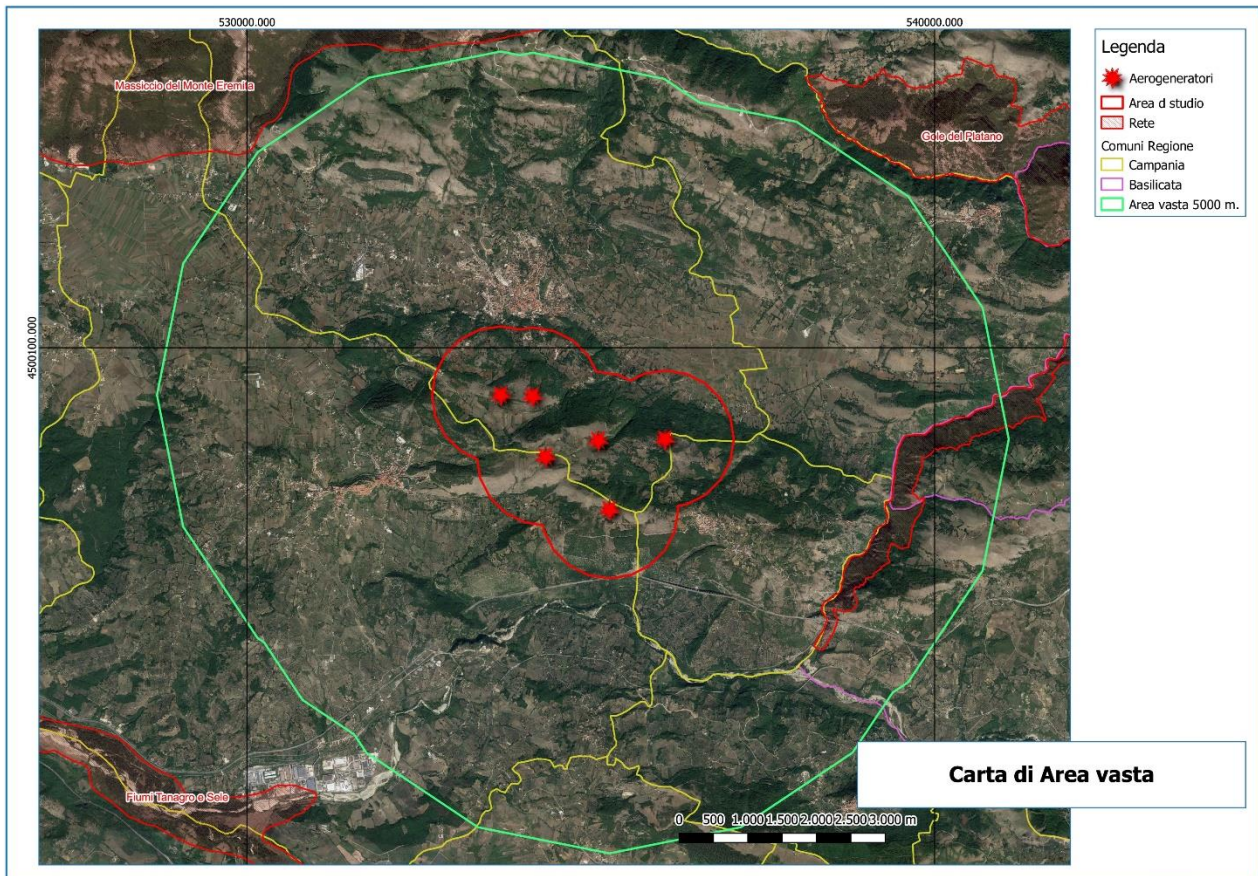 530000.000
540000.000
4500100.000
Massiccio del Monte Eremita
Gole del Platano
Fiumi Tanagro e Sele
Legenda
Aerogeneratori
Area d studio
Rete
Comuni Regione
Campania
Basilicata
Area vasta 5000 m.
Carta di Area vasta
0 500 1.000 1.500 2.000 2.500 3.000 m